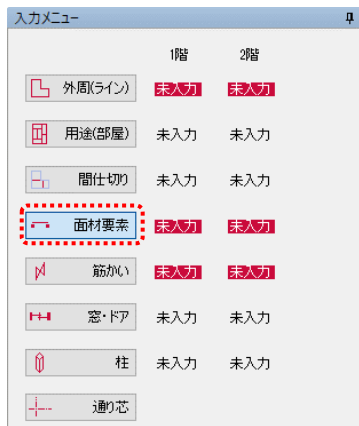 入力メニュー
1階 2階
外周(ライン) 未入力 未入力
用途(部屋) 未入力 未入力
間仕切り 未入力 未入力
面材要素 未入力 未入力
筋かい 未入力 未入力
窓・ドア 未入力 未入力
柱 未入力 未入力
通り芯